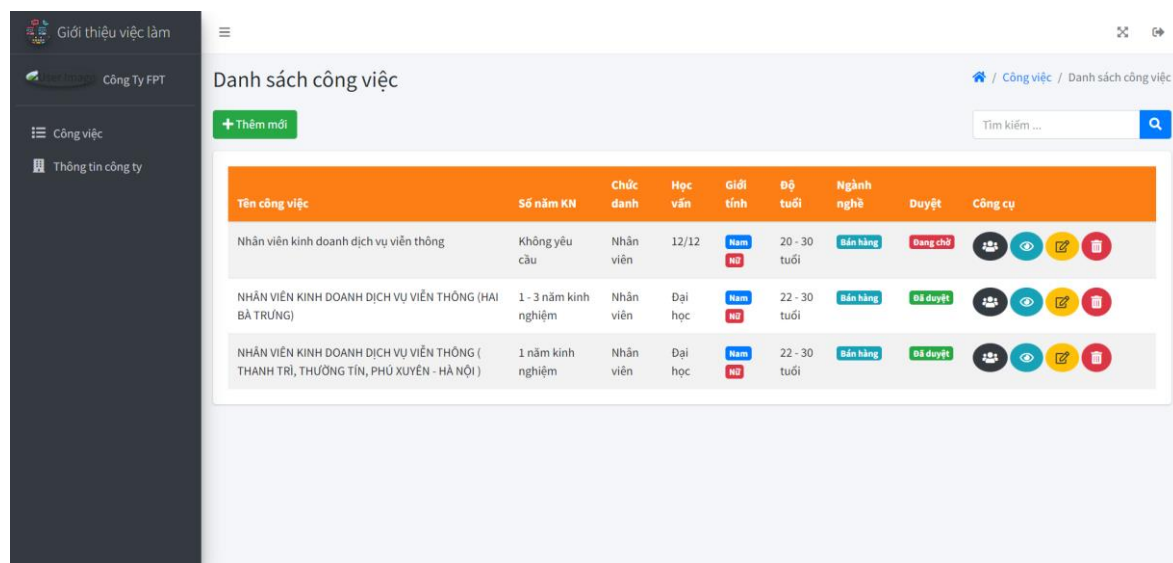 Giới thiệu việc làm
Công Ty FPT
Công việc
Thông tin công ty
Danh sách công việc
/ Công việc / Danh sách công việc
Thêm mới
Tìm kiếm ...
Tên công việc Số năm KN Chức danh Học vấn Giới tính Độ tuổi Ngành nghề Duyệt Công cụ
Nhân viên kinh doanh dịch vụ viễn thông Không yêu Nhân 12/12 Nam 20 - 30 Bán hàng Đang chờ
cầu viên Nữ tuổi
NHÂN VIÊN KINH DOANH DỊCH VỤ VIỄN THÔNG (HAI 1 - 3 năm kinh Nhân Đại Nam 22 - 30 Bán hàng Đã duyệt
BÀ TRƯNG) nghiệm viên học Nữ tuổi
NHÂN VIÊN KINH DOANH DỊCH VỤ VIỄN THÔNG ( 1 năm kinh Nhân Đại Nam 22 - 30 Bán hàng Đã duyệt
THANH TRÌ, THƯỜNG TÍN, PHÚ XUYÊN - HÀ NỘI ) nghiệm viên học Nữ tuổi